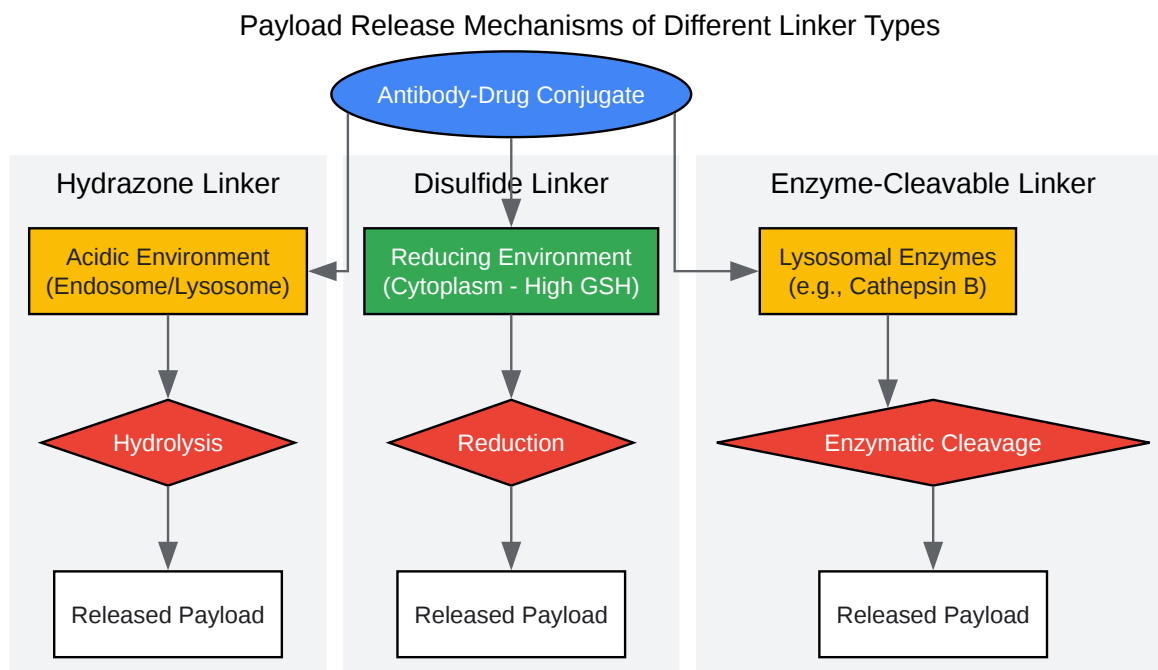 Payload Release Mechanisms of Different Linker Types
Antibody-Drug Conjugate
Hydrazone Linker
Acidic Environment
(Endosome/Lysosome)
Hydrolysis
Released Payload
Disulfide Linker
Reducing Environment
(Cytoplasm - High GSH)
Reduction
Released Payload
Enzyme-Cleavable Linker
Lysosomal Enzymes
(e.g., Cathepsin B)
Enzymatic Cleavage
Released Payload